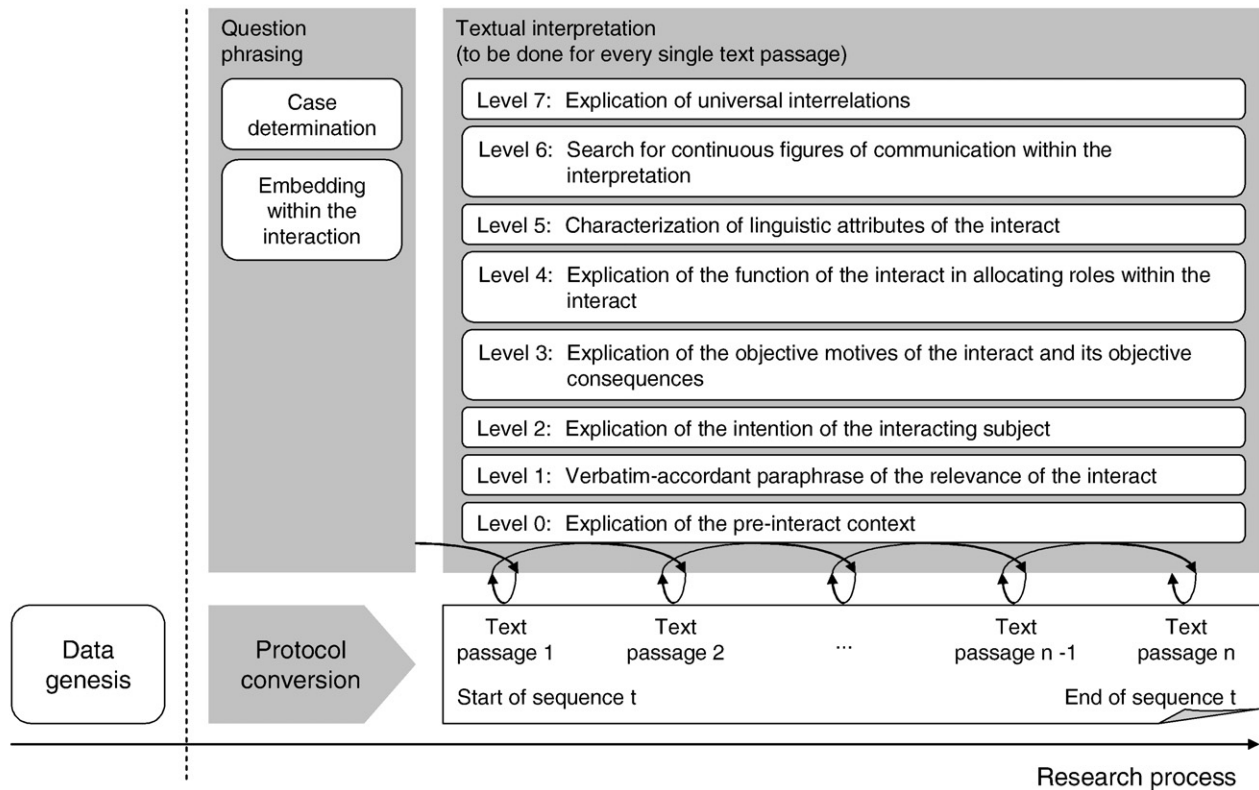 Question
phrasing
Case
determination
Embedding
within the
interaction
Textual interpretation
(to be done for every single text passage)
Level 7: Explication of universal interrelations
Level 6: Search for continuous figures of communication within the
interpretation
Level 5: Characterization of linguistic attributes of the interact
Level 4: Explication of the function of the interact in allocating roles within the
interact
Level 3: Explication of the objective motives of the interact and its objective
consequences
Level 2: Explication of the intention of the interacting subject
Level 1: Verbatim-accordant paraphrase of the relevance of the interact
Level 0: Explication of the pre-interact context
Data
genesis
Protocol
conversion
Text
passage 1
Text
passage 2
...
Text
passage n -1
Text
passage n
Start of sequence t
End of sequence t
Research process